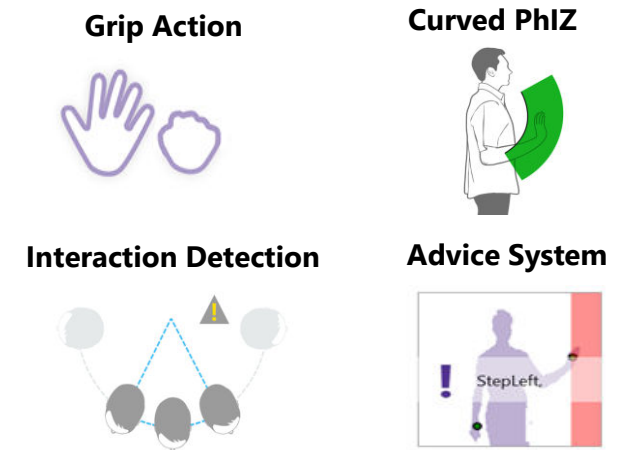 Grip Action
Curved PhIZ
Interaction Detection
!
Advice System
!
StepLeft,